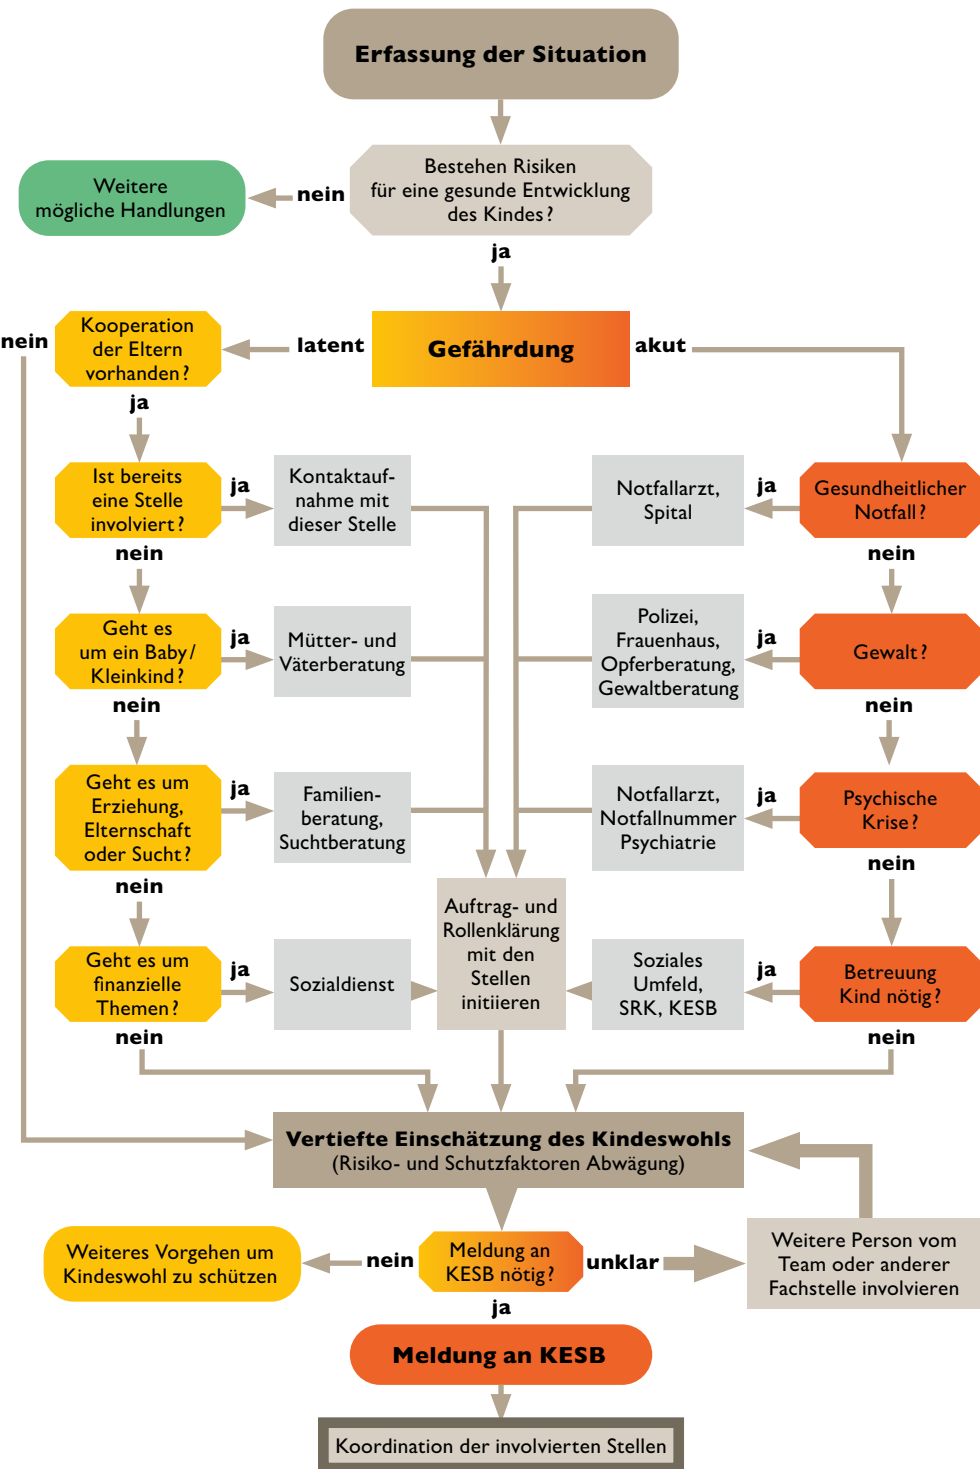 Erfassung der Situation
Bestehen Risiken
für eine gesunde Entwicklung
des Kindes?
nein
Weitere
mögliche Handlungen
ja
Gefährdung
latent
akut
nein
Kooperation
der Eltern
vorhanden?
ja
Ist bereits
eine Stelle
involviert?
ja
Kontaktauf-
nahme mit
dieser Stelle
Notfallarzt,
Spital
ja
Gesundheitlicher
Notfall?
nein
nein
Geht es
um ein Baby/
Kleinkind?
ja
Mütter- und
Väterberatung
Polizei,
Frauenhaus,
Opferberatung,
Gewaltberatung
ja
Gewalt?
nein
nein
Geht es um
Erziehung,
Elternschaft
oder Sucht?
ja
Familien-
beratung,
Suchtberatung
Notfallarzt,
Notfallnummer
Psychiatrie
ja
Psychische
Krise?
nein
nein
Auftrag- und
Rollenklärung
mit den
Stellen
initiieren
Geht es um
finanzielle
Themen?
ja
Sozialdienst
Soziales
Umfeld,
SRK, KESB
ja
Betreuung
Kind nötig?
nein
nein
Vertiefte Einschätzung des Kindeswohls
(Risiko- und Schutzfaktoren Abwägung)
Weiteres Vorgehen um
Kindeswohl zu schützen
nein
Meldung an
KESB nötig?
unklar
Weitere Person vom
Team oder anderer
Fachstelle involvieren
ja
Meldung an KESB
Koordination der involvierten Stellen